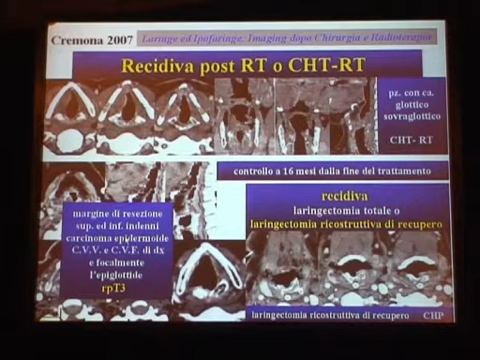 Cremona 2007
Laringe ed Ipofaringe: Imaging dopo Chirurgia e Radioterapia
Recidiva post RT o CHT-RT
pz. con ca.
glottico
sovraglottico
CHT- RT
controllo a 16 mesi dalla fine del trattamento
recidiva
laringectomia totale o
laringectomia ricostruttiva di recupero
margine di resezione
sup. ed inf. indenni
carcinoma epidermoide
C.V.V. e C.V.F. di dx
e focalmente
l'epiglottide
rpT3
laringectomia ricostruttiva di recupero CHP